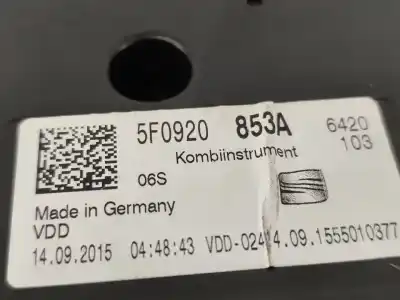 5F0920 853A 6420
Kombiinstrument 103
06S
Made in Germany
VDD
14.09.2015 04:48:43 VDD-02414.09.1555010377